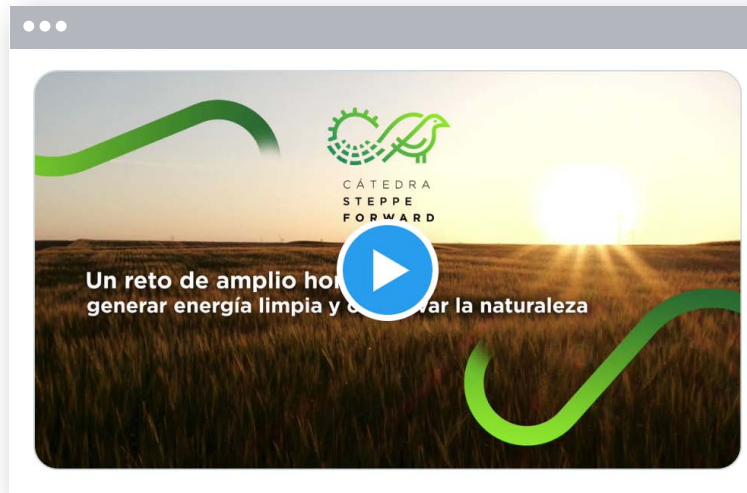 CÁTEDRA
STEPPE
FORWARD
Un reto de amplio
generar energía limpia y la naturaleza